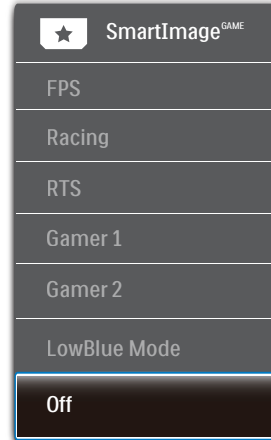 SmartImage GAME
FPS
Racing
RTS
Gamer 1
Gamer 2
LowBlue Mode
Off